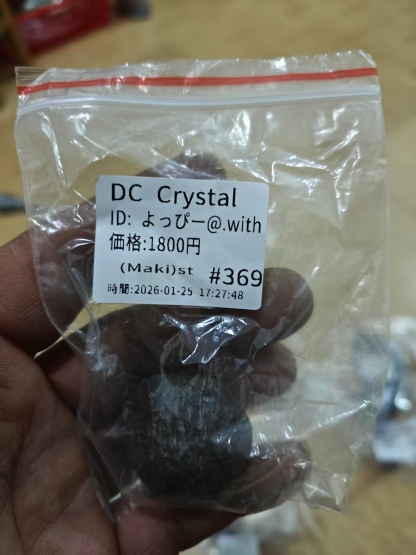 DC Crystal
ID: よっぴー@.with
価格:1800円
(Maki)st #369
時間:2026-01-25 17:27:48